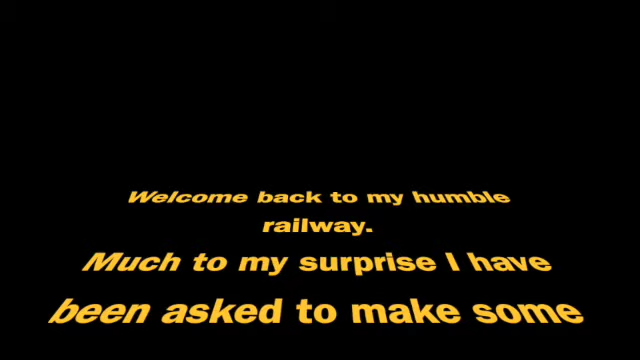 Welcome back to my humble
railway.
Much to my surprise I have
been asked to make some